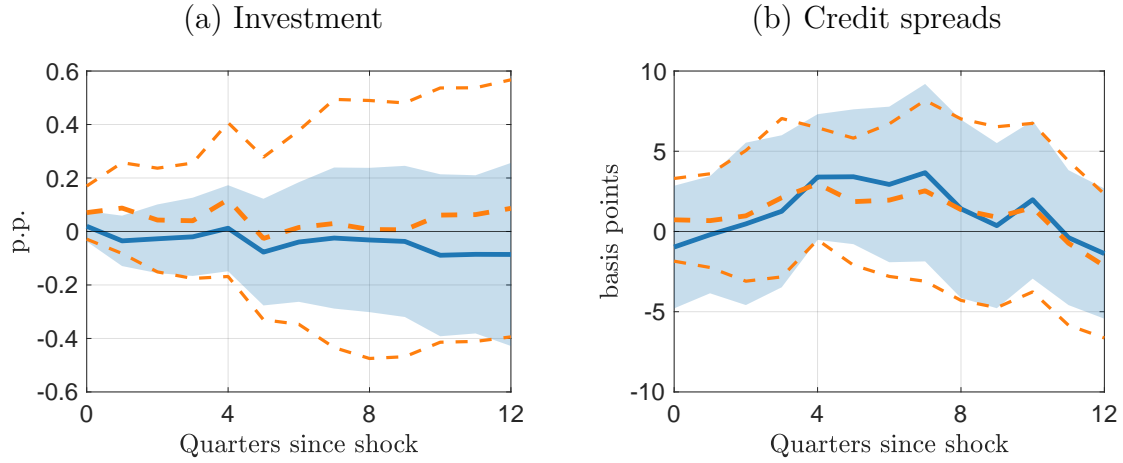 (a) Investment
0.6
0.4
0.2
0
-0.2
-0.4
-0.6
p.p.
0 4 8 12
Quarters since shock
(b) Credit spreads
10
5
0
-5
-10
basis points
0 4 8 12
Quarters since shock